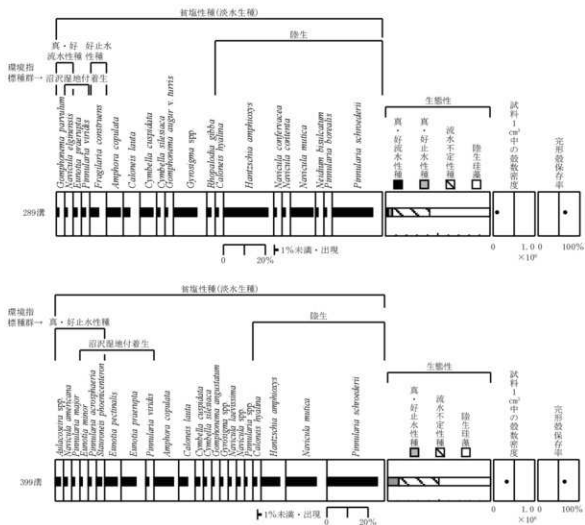 貧塩性種(淡水生種)
陸生
真・好流水性種
好止水性種
環境指標種群→
沼沢湿地付着生
Gomphonema parvulum
Navicula elginensis
Eunotia praerupta
Pinnularia viridis
Fragilaria construens
Amphora copulata
Caloneis lauta
Cymbella cuspidata
Cymbella silesiaca
Gomphonema augur v. turris
Gyrosigma spp.
Rhopalodia gibba
Caloneis hyalina
Hantzschia amphioxys
Navicula confervacea
Navicula contenta
Navicula mutica
Neidium bisulcatum
Pinnularia borealis
Pinnularia schroederii
生態性
真・好流水性種
真・好止水性種
流水不定性種
陸生珪藻
試料1cm³中の殻数密度
完形殻保存率
289溝
0 20%
1%未満・出現
0 1.0
×10⁶
0 100%
貧塩性種(淡水生種)
環境指標種群→
真・好止水性種
陸生
沼沢湿地付着生
Aulacoseira spp.
Navicula americana
Pinnularia major
Eunotia minor
Pinnularia acrosphaeria
Stauroneis phoenicenteron
Eunotia pectinalis
Eunotia praerupta
Pinnularia viridis
Amphora copulata
Caloneis lauta
Cymbella cuspidata
Cymbella silesiaca
Gomphonema angustatum
Gyrosigma spp.
Navicula laevissima
Navicula spp.
Pinnularia spp.
Caloneis hyalina
Hantzschia amphioxys
Navicula mutica
Pinnularia schroederii
生態性
真・好止水性種
流水不定性種
陸生珪藻
試料1cm³中の殻数密度
完形殻保存率
399溝
1%未満・出現
0 20%
0 1.0
×10⁶
0 100%